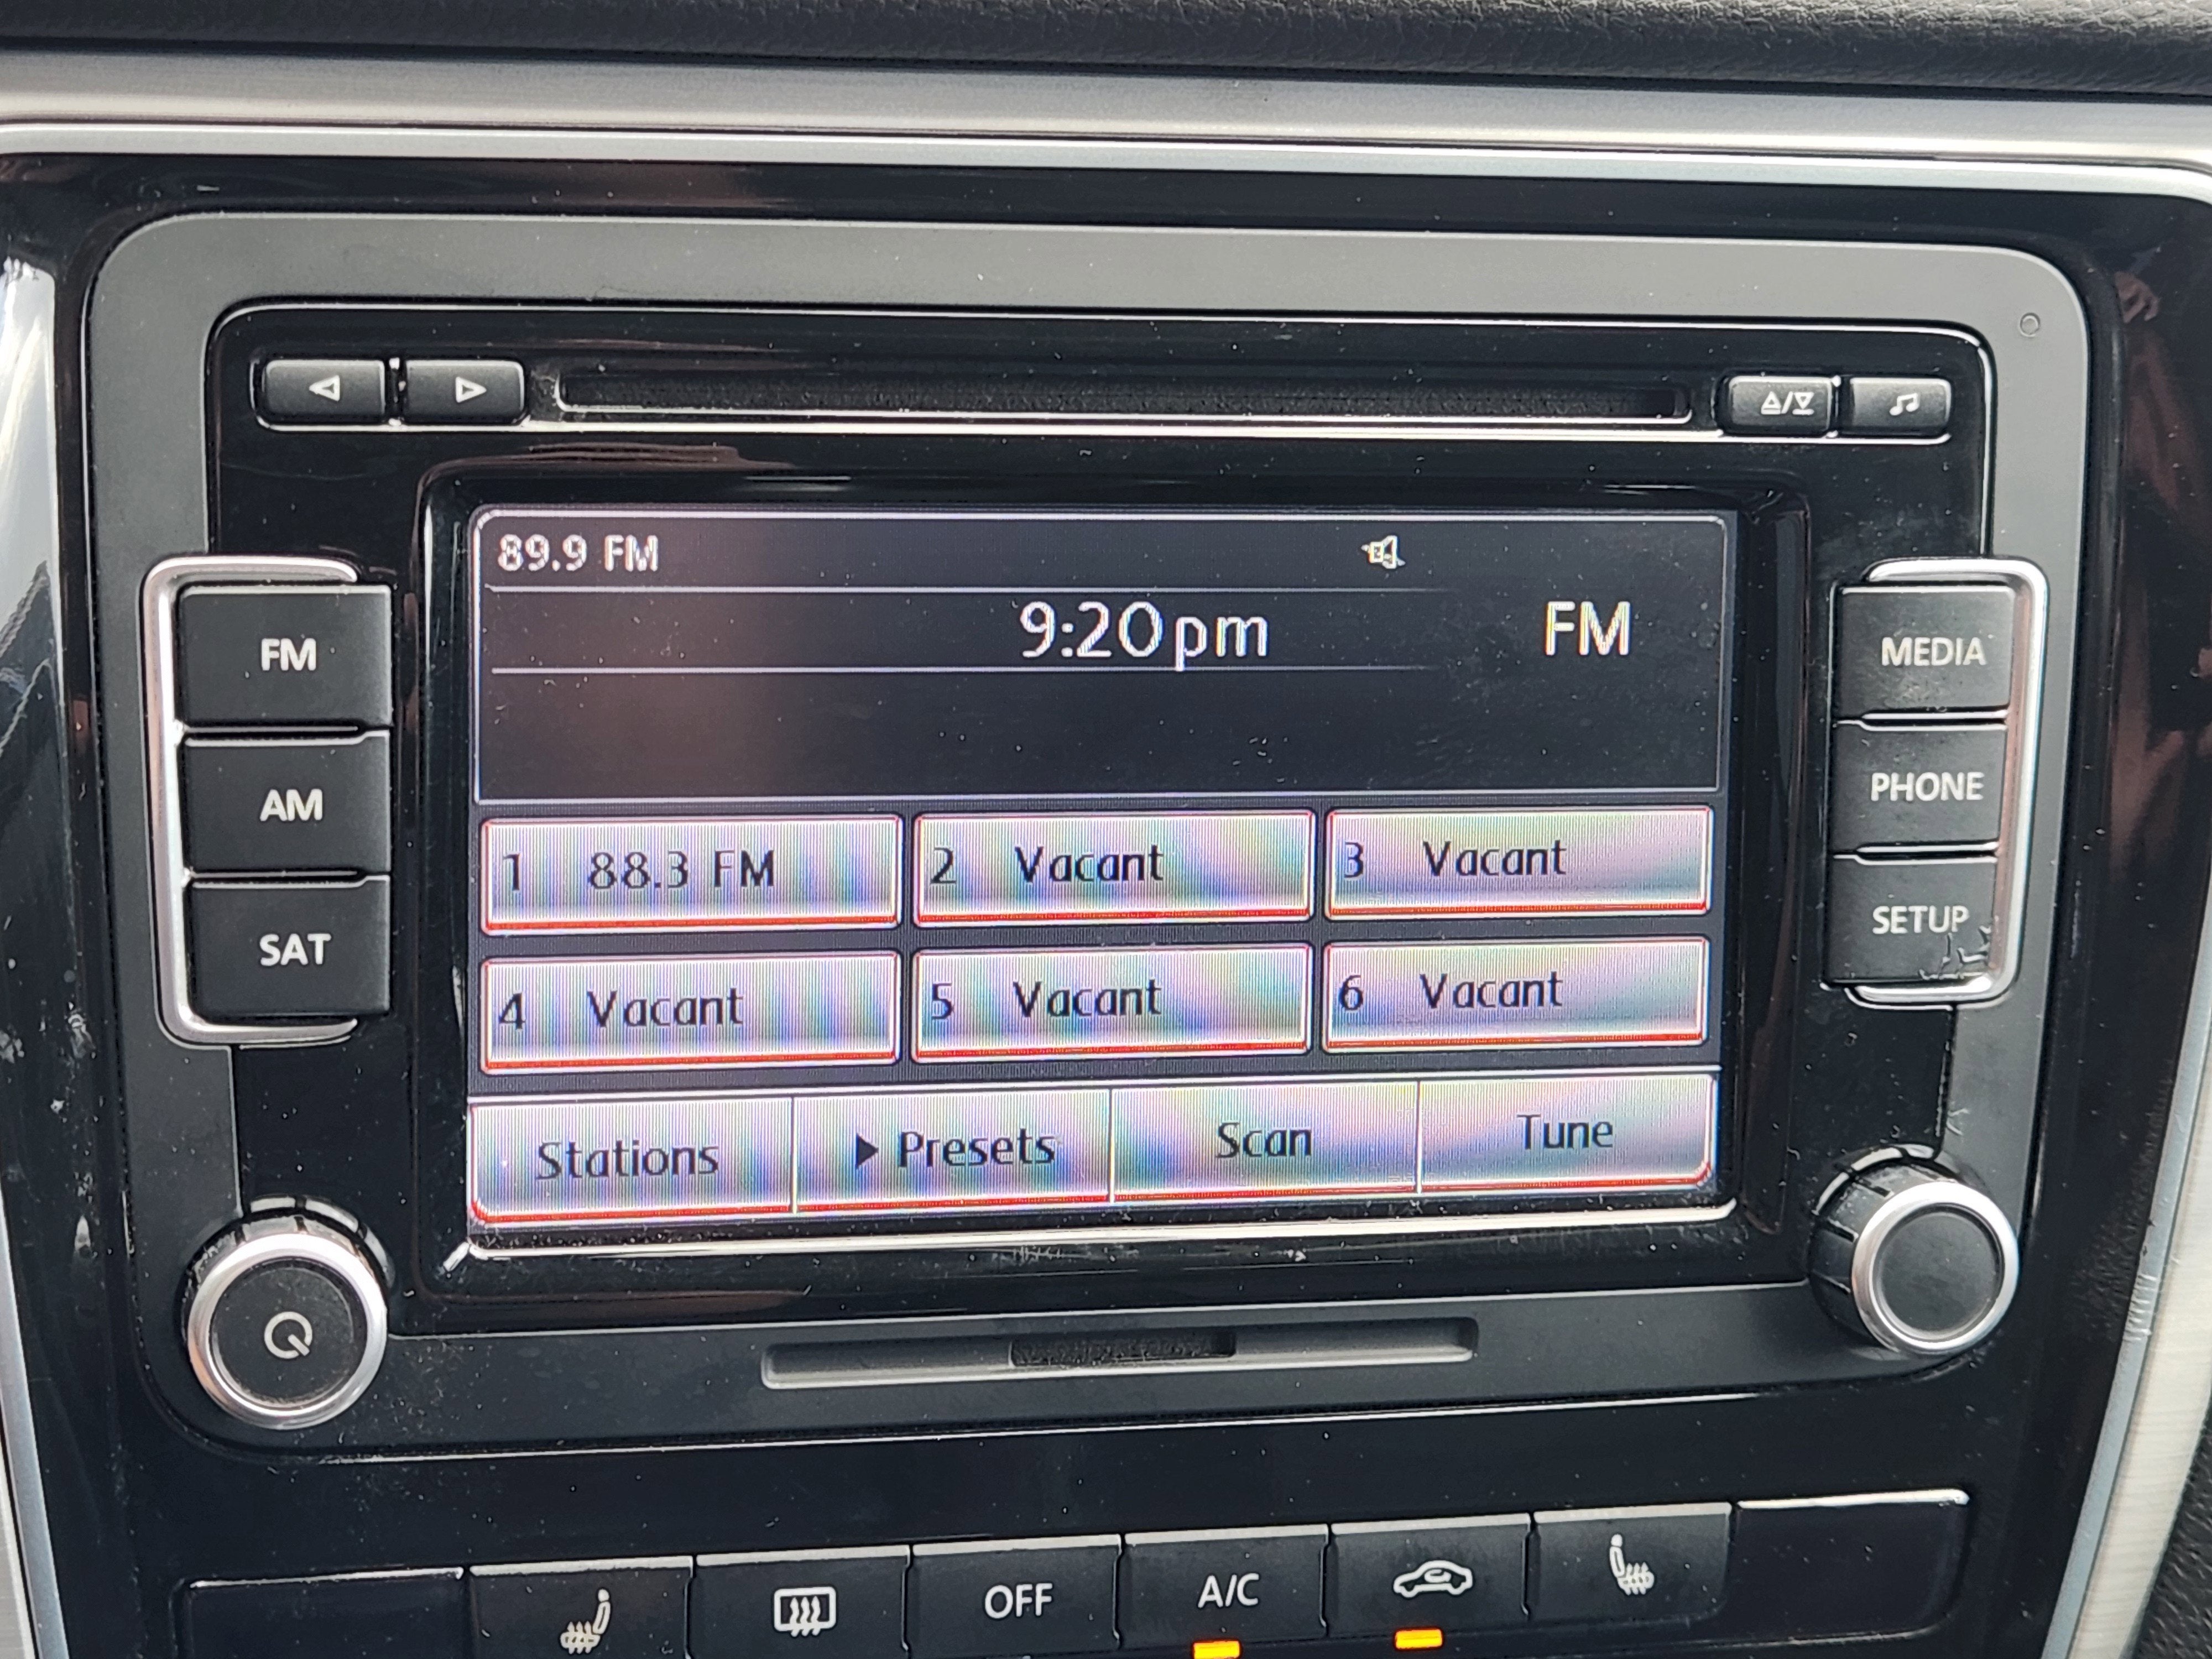 89.9 FM
9:20pm FM
FM
AM
SAT
1 88.3 FM
2 Vacant
3 Vacant
4 Vacant
5 Vacant
6 Vacant
Stations
Presets
Scan
Tune
MEDIA
PHONE
SETUP
OFF
A/C